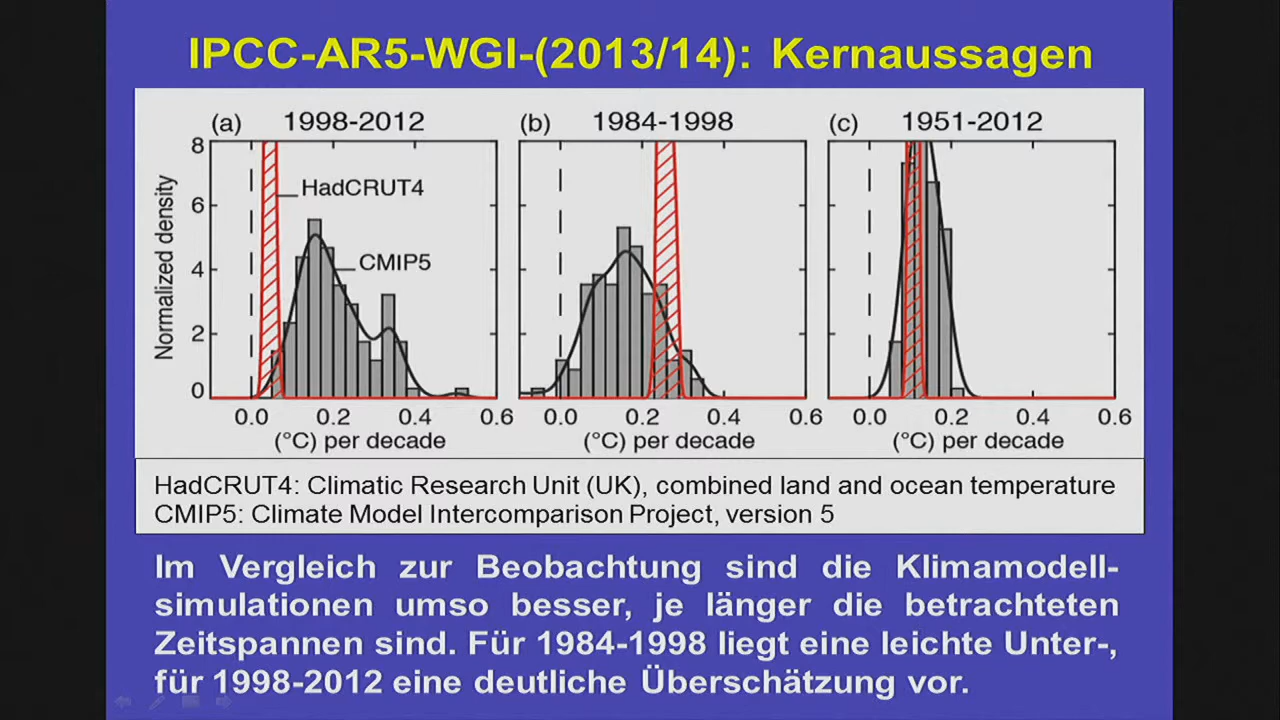 IPCC-AR5-WGI-(2013/14): Kernaussagen
(a) 1998-2012
(b) 1984-1998
(c) 1951-2012
Normalized density
8
6
4
2
0
HadCRUT4
CMIP5
0.0 0.2 0.4 0.6
0.0 0.2 0.4 0.6
0.0 0.2 0.4 0.6
(°C) per decade
(°C) per decade
(°C) per decade
HadCRUT4: Climatic Research Unit (UK), combined land and ocean temperature
CMIP5: Climate Model Intercomparison Project, version 5
Im Vergleich zur Beobachtung sind die Klimamodell-
simulationen umso besser, je länger die betrachteten
Zeitspannen sind. Für 1984-1998 liegt eine leichte Unter-,
für 1998-2012 eine deutliche Überschätzung vor.